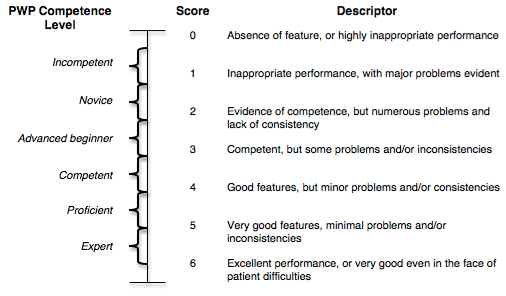 PWP Competence Level Score Descriptor
0 Absence of feature, or highly inappropriate performance
Incompetent
1 Inappropriate performance, with major problems evident
Novice
2 Evidence of competence, but numerous problems and
lack of consistency
Advanced beginner
3 Competent, but some problems and/or inconsistencies
Competent
4 Good features, but minor problems and/or consistencies
Proficient
5 Very good features, minimal problems and/or
inconsistencies
Expert
6 Excellent performance, or very good even in the face of
patient difficulties